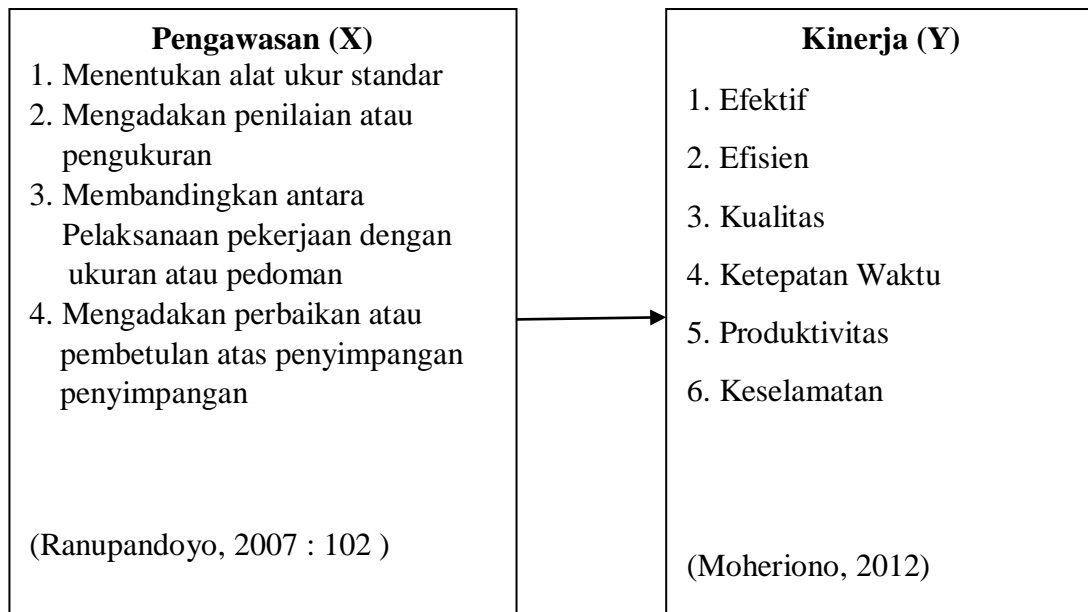 Pengawasan (X)
1. Menentukan alat ukur standar
2. Mengadakan penilaian atau
pengukuran
3. Membandingkan antara
Pelaksanaan pekerjaan dengan
ukuran atau pedoman
4. Mengadakan perbaikan atau
pembetulan atas penyimpangan
penyimpangan
(Ranupandoyo, 2007 : 102 )
Kinerja (Y)
1. Efektif
2. Efisien
3. Kualitas
4. Ketepatan Waktu
5. Produktivitas
6. Keselamatan
(Moheriono, 2012)